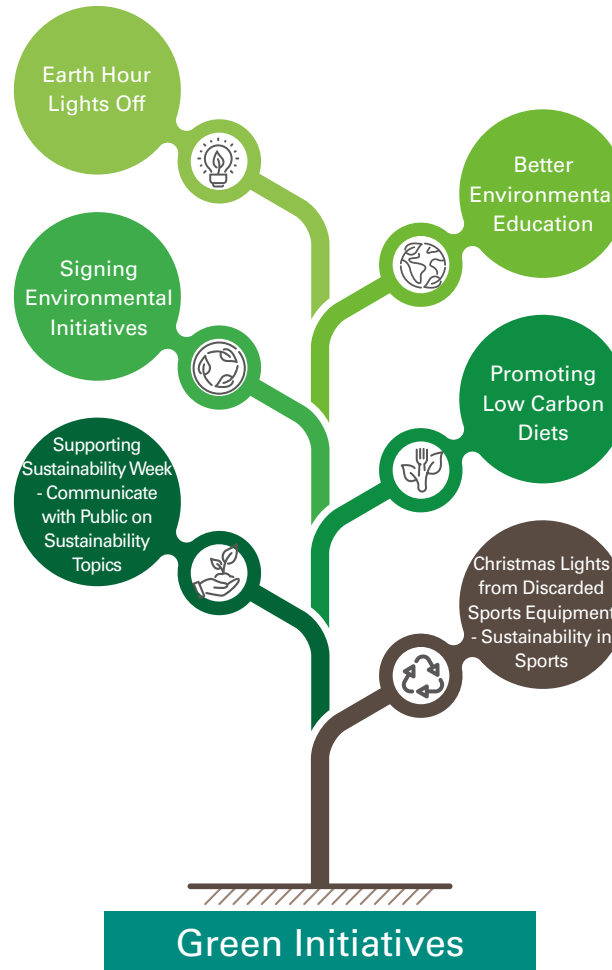 Earth Hour
Lights Off
Better
Environmental
Education
Signing
Environmental
Initiatives
Promoting
Low Carbon
Diets
Supporting
Sustainability Week
- Communicate
with Public on
Sustainability
Topics
Christmas Lights
from Discarded
Sports Equipment
- Sustainability in
Sports
Green Initiatives